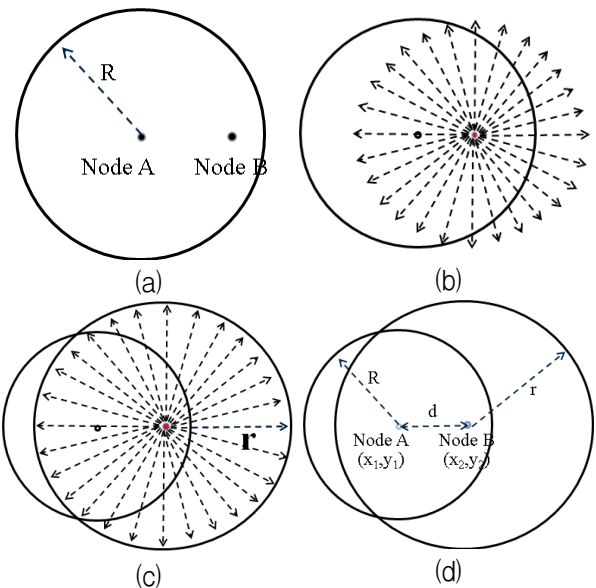 R
Node A Node B
(a)
(b)
r
(c)
R
d
r
Node A Node B
(x₁,y₁) (x₂,y₂)
(d)